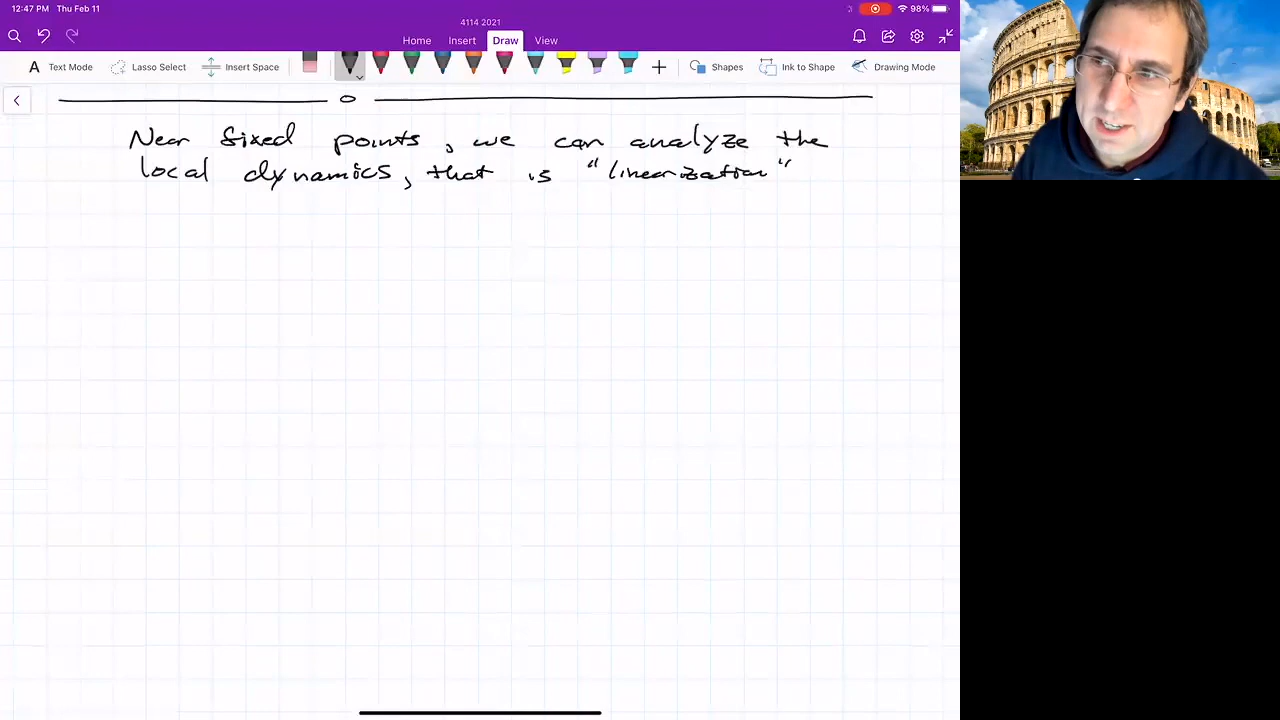 12:47 PM Thu Feb 11
98%
4114 2021
Home Insert Draw View
A Text Mode Lasso Select Insert Space Shapes Ink to Shape Drawing Mode
Near fixed points, we can analyze the
local dynamics, that is "linearization"